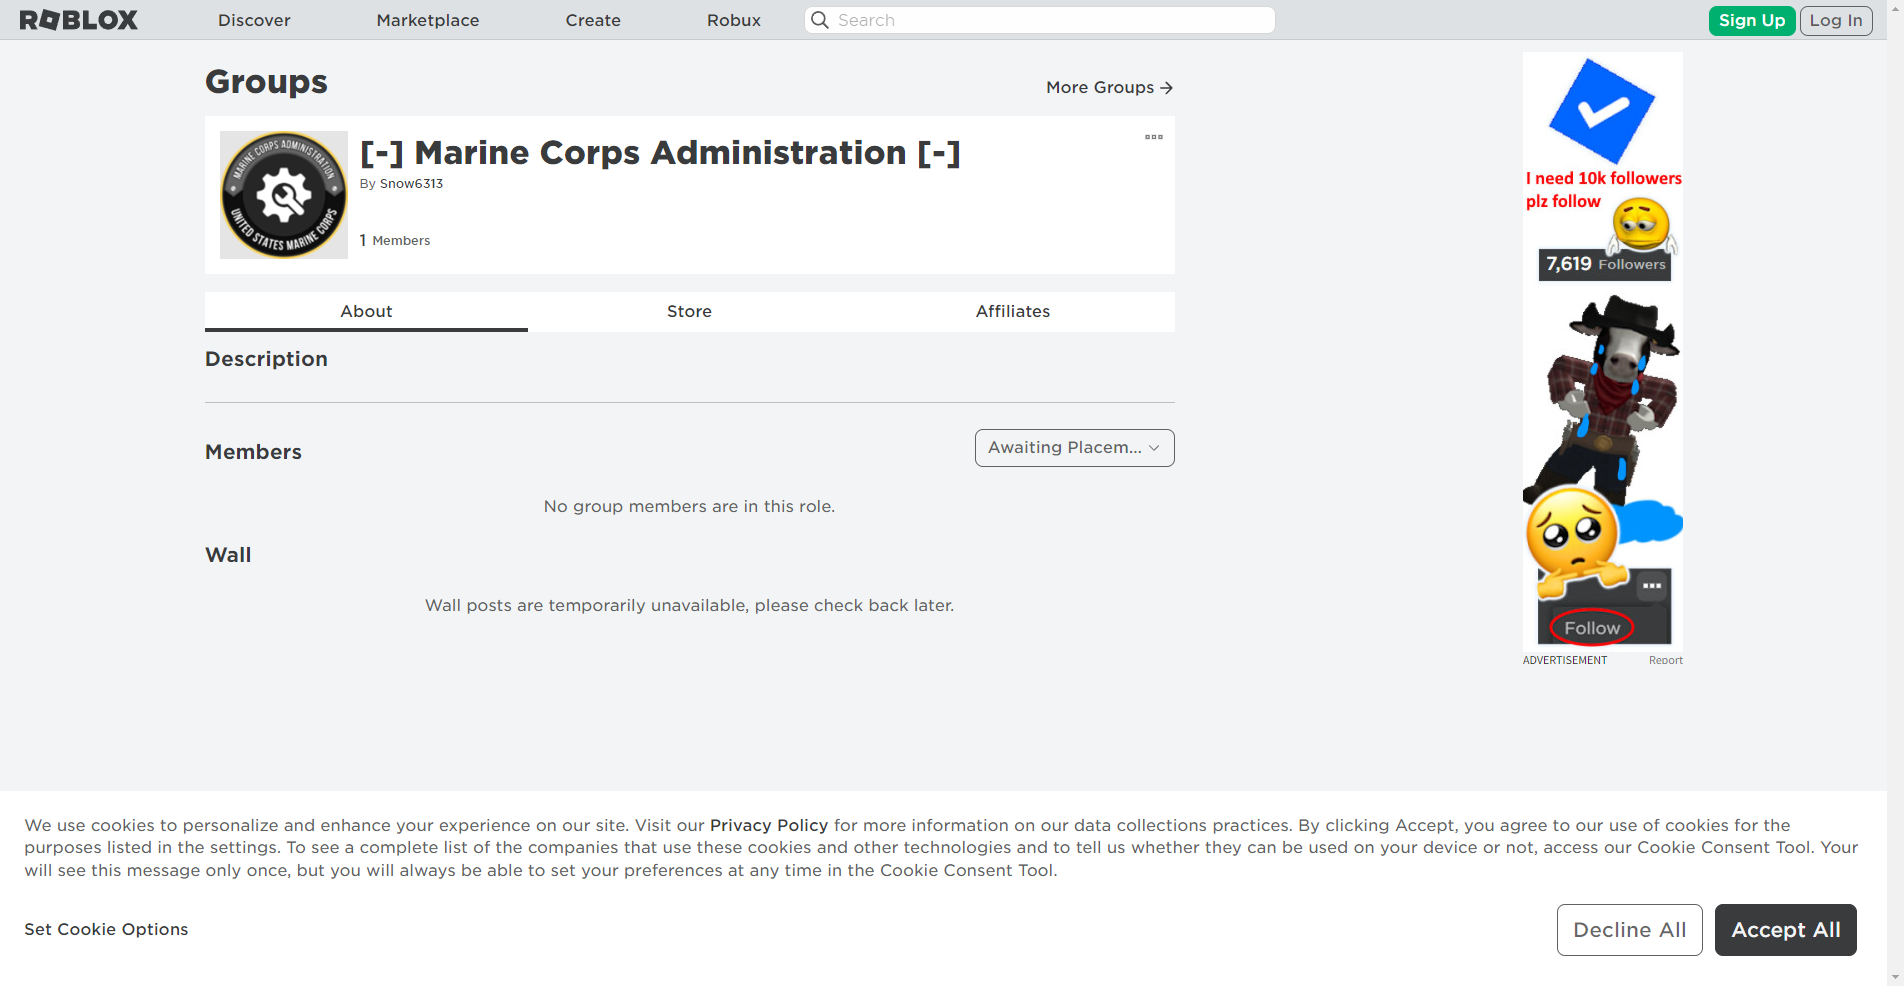 ROBLOX
Discover
Marketplace
Create
Robux
Search
Sign Up
Log In
Groups
More Groups
MARINE CORPS ADMINISTRATION
UNITED STATES MARINE CORPS
[-] Marine Corps Administration [-]
By Snow6313
1 Members
About
Store
Affiliates
Description
Members
Awaiting Placem...
No group members are in this role.
Wall
Wall posts are temporarily unavailable, please check back later.
I need 10k followers
plz follow
7,619 Followers
Follow
ADVERTISEMENT
Report
We use cookies to personalize and enhance your experience on our site. Visit our Privacy Policy for more information on our data collections practices. By clicking Accept, you agree to our use of cookies for the
purposes listed in the settings. To see a complete list of the companies that use these cookies and other technologies and to tell us whether they can be used on your device or not, access our Cookie Consent Tool. Your
will see this message only once, but you will always be able to set your preferences at any time in the Cookie Consent Tool.
Set Cookie Options
Decline All
Accept All